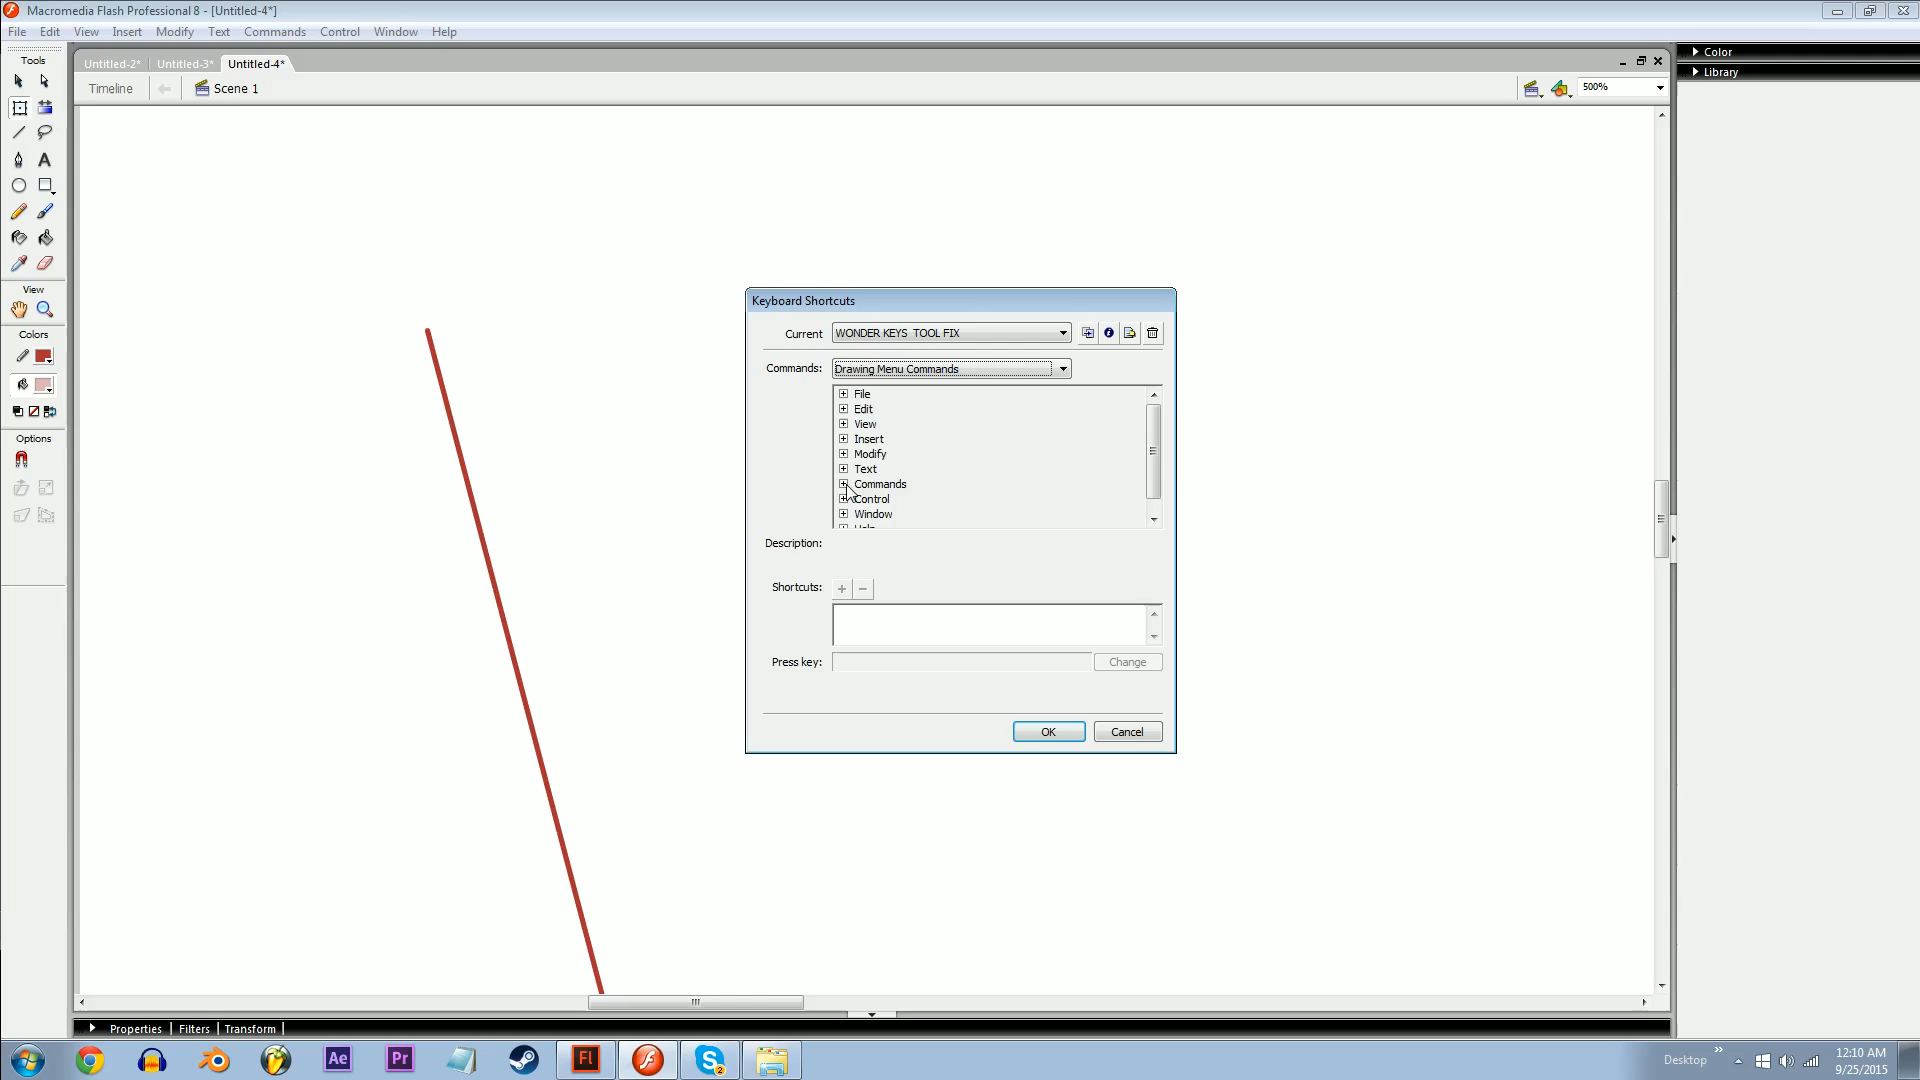 Macromedia Flash Professional 8 - [Untitled-4*]
File Edit View Insert Modify Text Commands Control Window Help
Tools
Untitled-2* Untitled-3* Untitled-4*
Color
Library
Timeline Scene 1 500%
A
View
Colors
Options
Keyboard Shortcuts
Current WONDER KEYS TOOL FIX
Commands: Drawing Menu Commands
File
Edit
View
Insert
Modify
Text
Commands
Control
Window
Help
Description:
Shortcuts:
Press key: Change
OK Cancel
Properties Filters Transform
Ae Pr Fl 2
Desktop
12:10 AM
9/25/2015